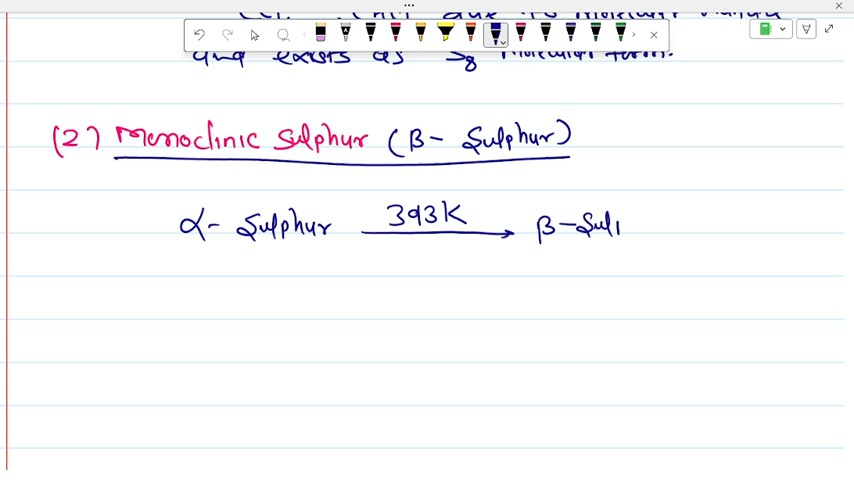 and exists as S8 molecular form.
(2) Monoclinic Sulphur (β- Sulphur)
α- Sulphur 393K → β-Sul